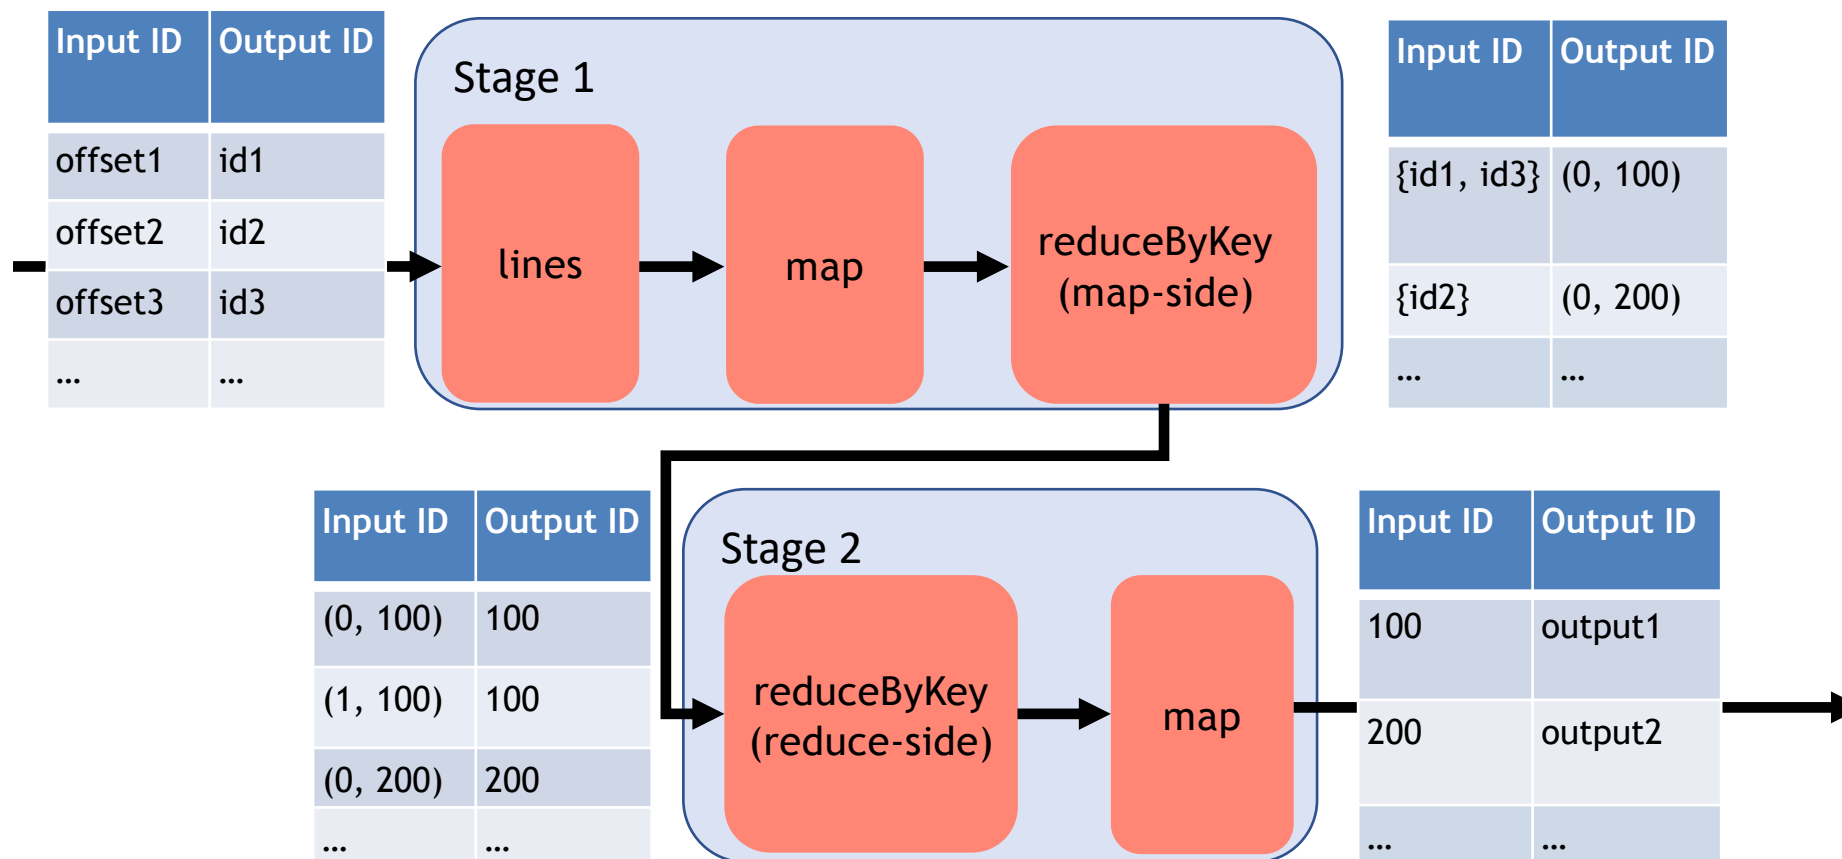 Input ID Output ID
offset1 id1
offset2 id2
offset3 id3
... ...
Stage 1
lines
map
reduceByKey
(map-side)
Input ID Output ID
{id1, id3} (0, 100)
{id2} (0, 200)
... ...
Input ID Output ID
(0, 100) 100
(1, 100) 100
(0, 200) 200
... ...
Stage 2
reduceByKey
(reduce-side)
map
Input ID Output ID
100 output1
200 output2
... ...